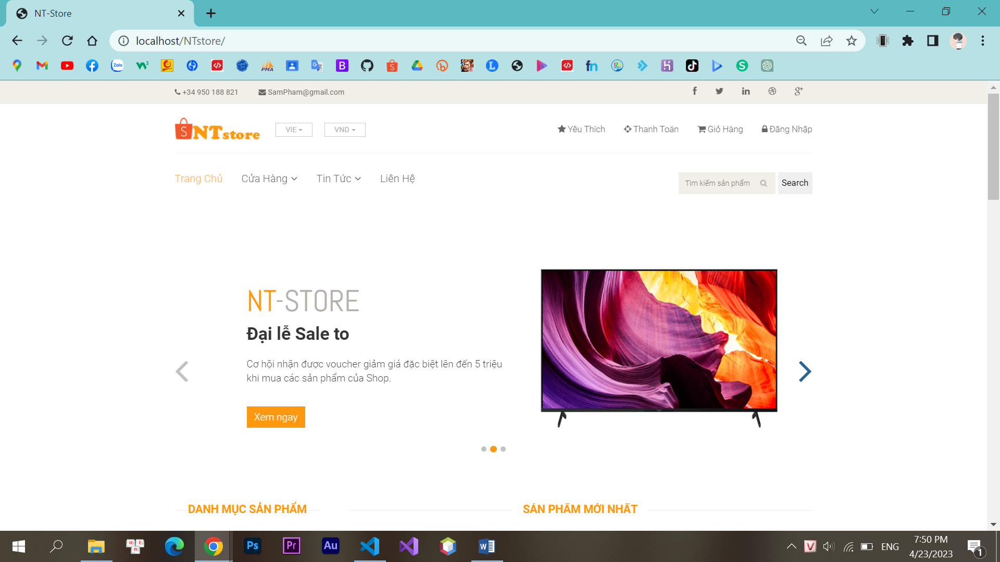 NT-Store
localhost/NTstore/
+34 950 188 821
SamPham@gmail.com
NTstore
VIE
VND
Yêu Thích
Thanh Toán
Giỏ Hàng
Đăng Nhập
Trang Chủ
Cửa Hàng
Tin Tức
Liên Hệ
Tìm kiếm sản phẩm
Search
NT-STORE
Đại lễ Sale to
Cơ hội nhận được voucher giảm giá đặc biệt lên đến 5 triệu
khi mua các sản phẩm của Shop.
Xem ngay
DANH MỤC SẢN PHẨM
SẢN PHẨM MỚI NHẤT
Ps
Pr
Au
ENG
7:50 PM
4/23/2023
1